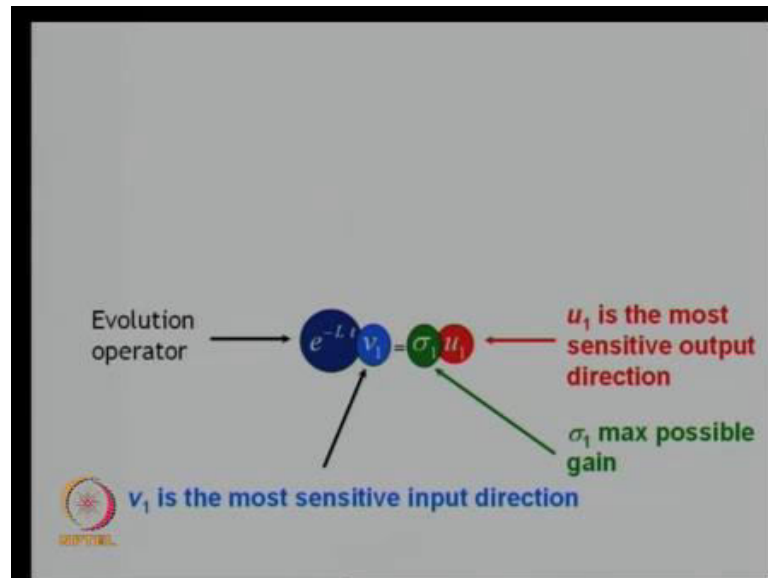 Evolution
operator
e^{-L t} v₁ = σ₁ u₁
u₁ is the most
sensitive output
direction
σ₁ max possible
gain
v₁ is the most sensitive input direction
NPTEL